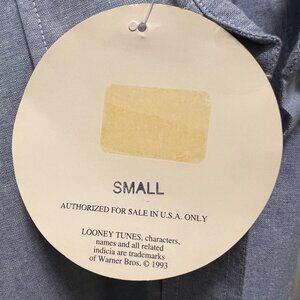 SMALL
AUTHORIZED FOR SALE IN U.S.A. ONLY
LOONEY TUNES, characters,
names and all related
indicia are trademarks
of Warner Bros. © 1993